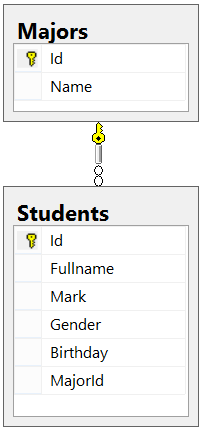 Majors
Id
Name
Students
Id
Fullname
Mark
Gender
Birthday
MajorId